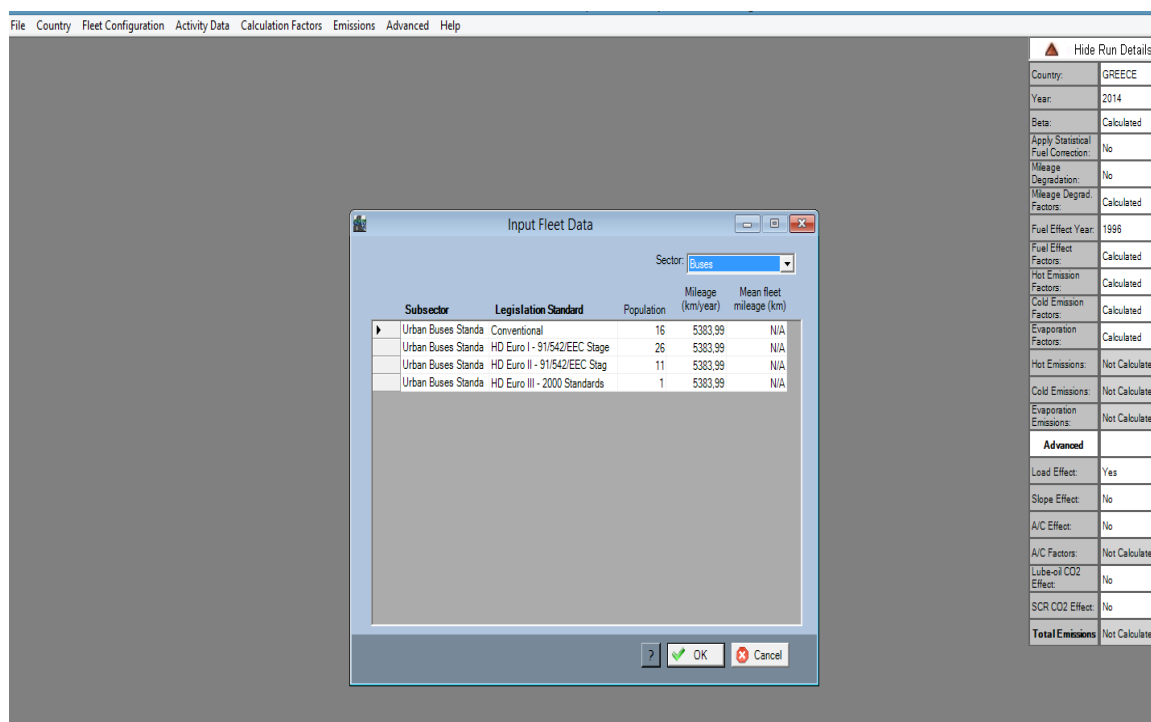 File Country Fleet Configuration Activity Data Calculation Factors Emissions Advanced Help
Hide Run Details
Country: GREECE
Year: 2014
Beta: Calculated
Apply Statistical Fuel Correction: No
Mileage Degradation: No
Mileage Degrad. Factors: Calculated
Fuel Effect Year: 1996
Fuel Effect Factors: Calculated
Hot Emission Factors: Calculated
Cold Emission Factors: Calculated
Evaporation Factors: Calculated
Hot Emissions: Not Calculate
Cold Emissions: Not Calculate
Evaporation Emissions: Not Calculate
Advanced
Load Effect: Yes
Slope Effect: No
A/C Effect: No
A/C Factors: Not Calculate
Lube-oil CO2 Effect: No
SCR CO2 Effect: No
Total Emissions Not Calculate
Input Fleet Data
Sector: Buses
Subsector Legislation Standard Population Mileage (km/year) Mean fleet mileage (km)
Urban Buses Standa Conventional 16 5383,99 N/A
Urban Buses Standa HD Euro I - 91/542/EEC Stage 26 5383,99 N/A
Urban Buses Standa HD Euro II - 91/542/EEC Stag 11 5383,99 N/A
Urban Buses Standa HD Euro III - 2000 Standards 1 5383,99 N/A
? OK Cancel